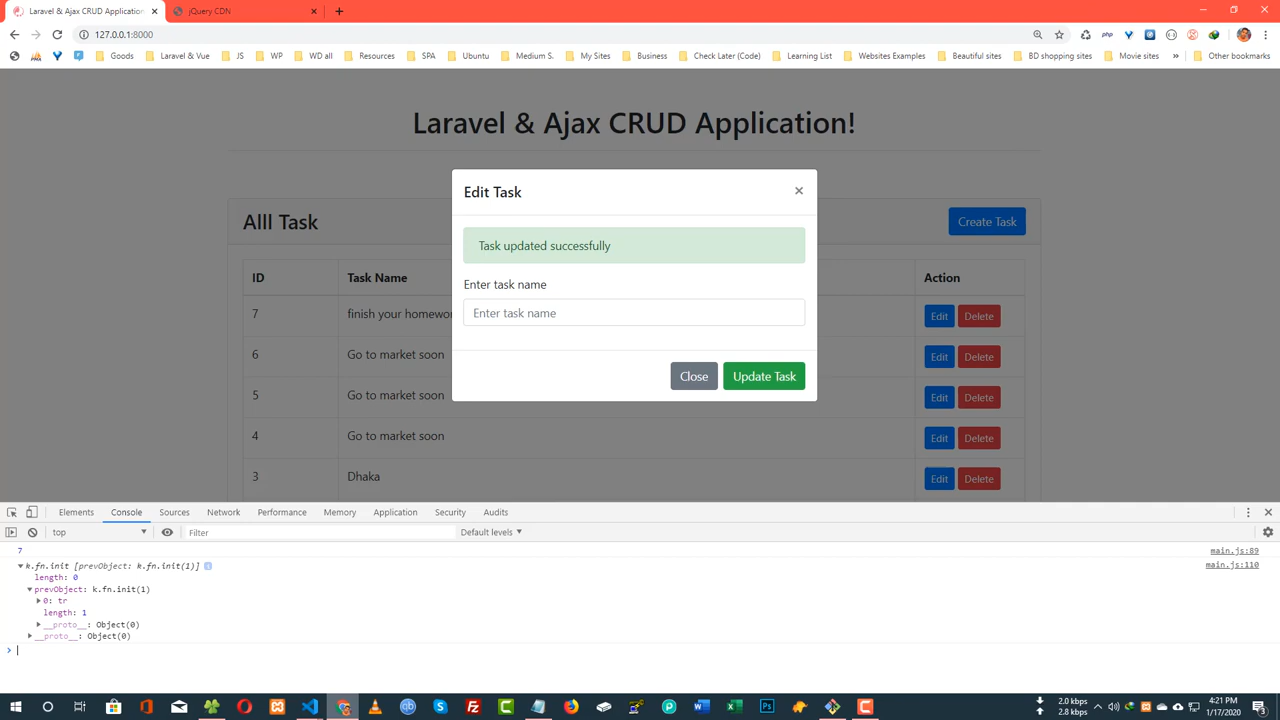 Laravel & Ajax CRUD Application
jQuery CDN
127.0.0.1:8000
php
Goods
Laravel & Vue
JS
WP
WD all
Resources
SPA
Ubuntu
Medium S.
My Sites
Business
Check Later (Code)
Learning List
Websites Examples
Beautiful sites
BD shopping sites
Movie sites
»
Other bookmarks
Laravel & Ajax CRUD Application!
Alll Task
Create Task
Edit Task
×
Task updated successfully
Enter task name
Enter task name
Close
Update Task
ID Task Name Action
7 finish your homewor Edit Delete
6 Go to market soon Edit Delete
5 Go to market soon Edit Delete
4 Go to market soon Edit Delete
3 Dhaka Edit Delete
Elements Console Sources Network Performance Memory Application Security Audits
top Filter Default levels
7 main.js:89
k.fn.init [prevObject: k.fn.init(1)] main.js:110
length: 0
prevObject: k.fn.init(1)
0: tr
length: 1
__proto__: Object(0)
__proto__: Object(0)
2.0 kbps
2.8 kbps
4:21 PM
1/17/2020
3